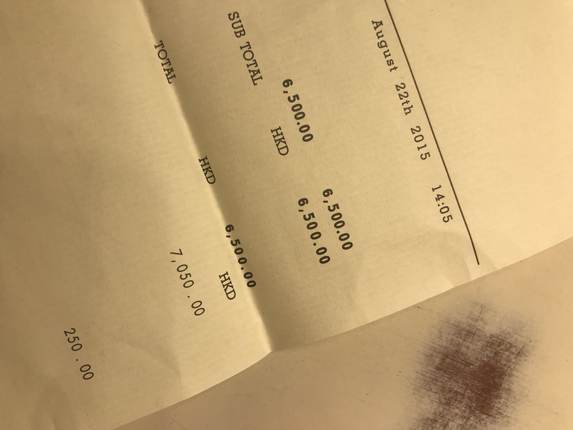 August 22th 2015 14:05
6,500.00 6,500.00
SUB TOTAL HKD 6,500.00
TOTAL HKD 6,500.00
HKD
7,050.00
250.00